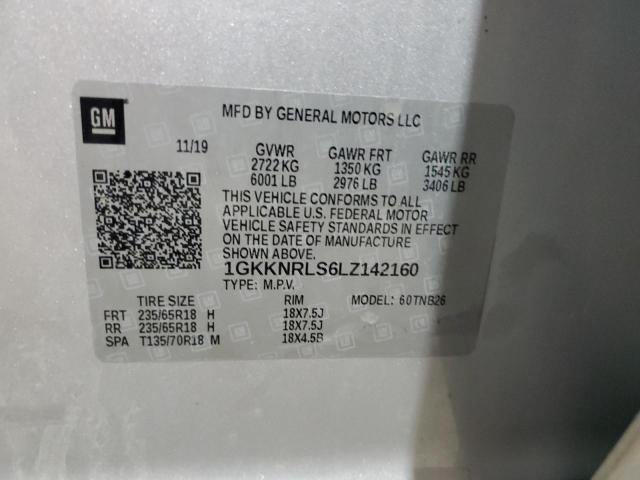 GM
MFD BY GENERAL MOTORS LLC
11/19 GVWR GAWR FRT GAWR RR
2722 KG 1350 KG 1545 KG
6001 LB 2976 LB 3406 LB
THIS VEHICLE CONFORMS TO ALL
APPLICABLE U.S. FEDERAL MOTOR
VEHICLE SAFETY STANDARDS IN EFFECT
ON THE DATE OF MANUFACTURE
SHOWN ABOVE.
1GKKNRLS6LZ142160
TYPE: M.P.V.
TIRE SIZE RIM MODEL: 60TNB26
FRT 235/65R18 H 18X7.5J
RR 235/65R18 H 18X7.5J
SPA T135/70R18 M 18X4.5B